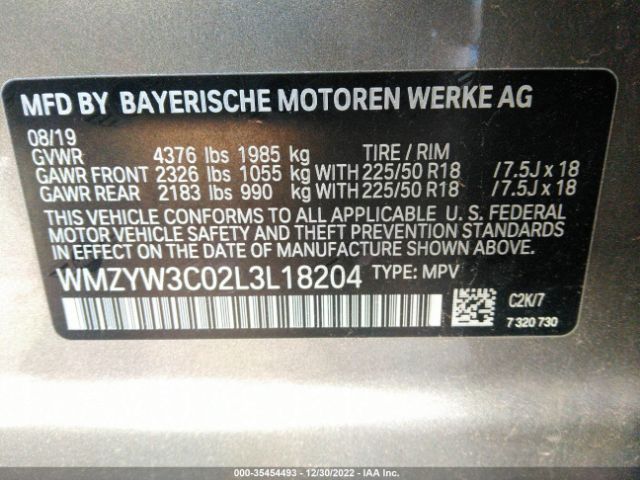 MFD BY BAYERISCHE MOTOREN WERKE AG
08/19
GVWR 4376 lbs 1985 kg TIRE / RIM
GAWR FRONT 2326 lbs 1055 kg WITH 225/50 R18 / 7.5J x 18
GAWR REAR 2183 lbs 990 kg WITH 225/50 R18 / 7.5J x 18
THIS VEHICLE CONFORMS TO ALL APPLICABLE U. S. FEDERAL
MOTOR VEHICLE SAFETY AND THEFT PREVENTION STANDARDS
IN EFFECT ON THE DATE OF MANUFACTURE SHOWN ABOVE.
WMZYW3C02L3L18204 TYPE: MPV
C2K/7
7 320 730
000-35454493 - 12/30/2022 - IAA Inc.